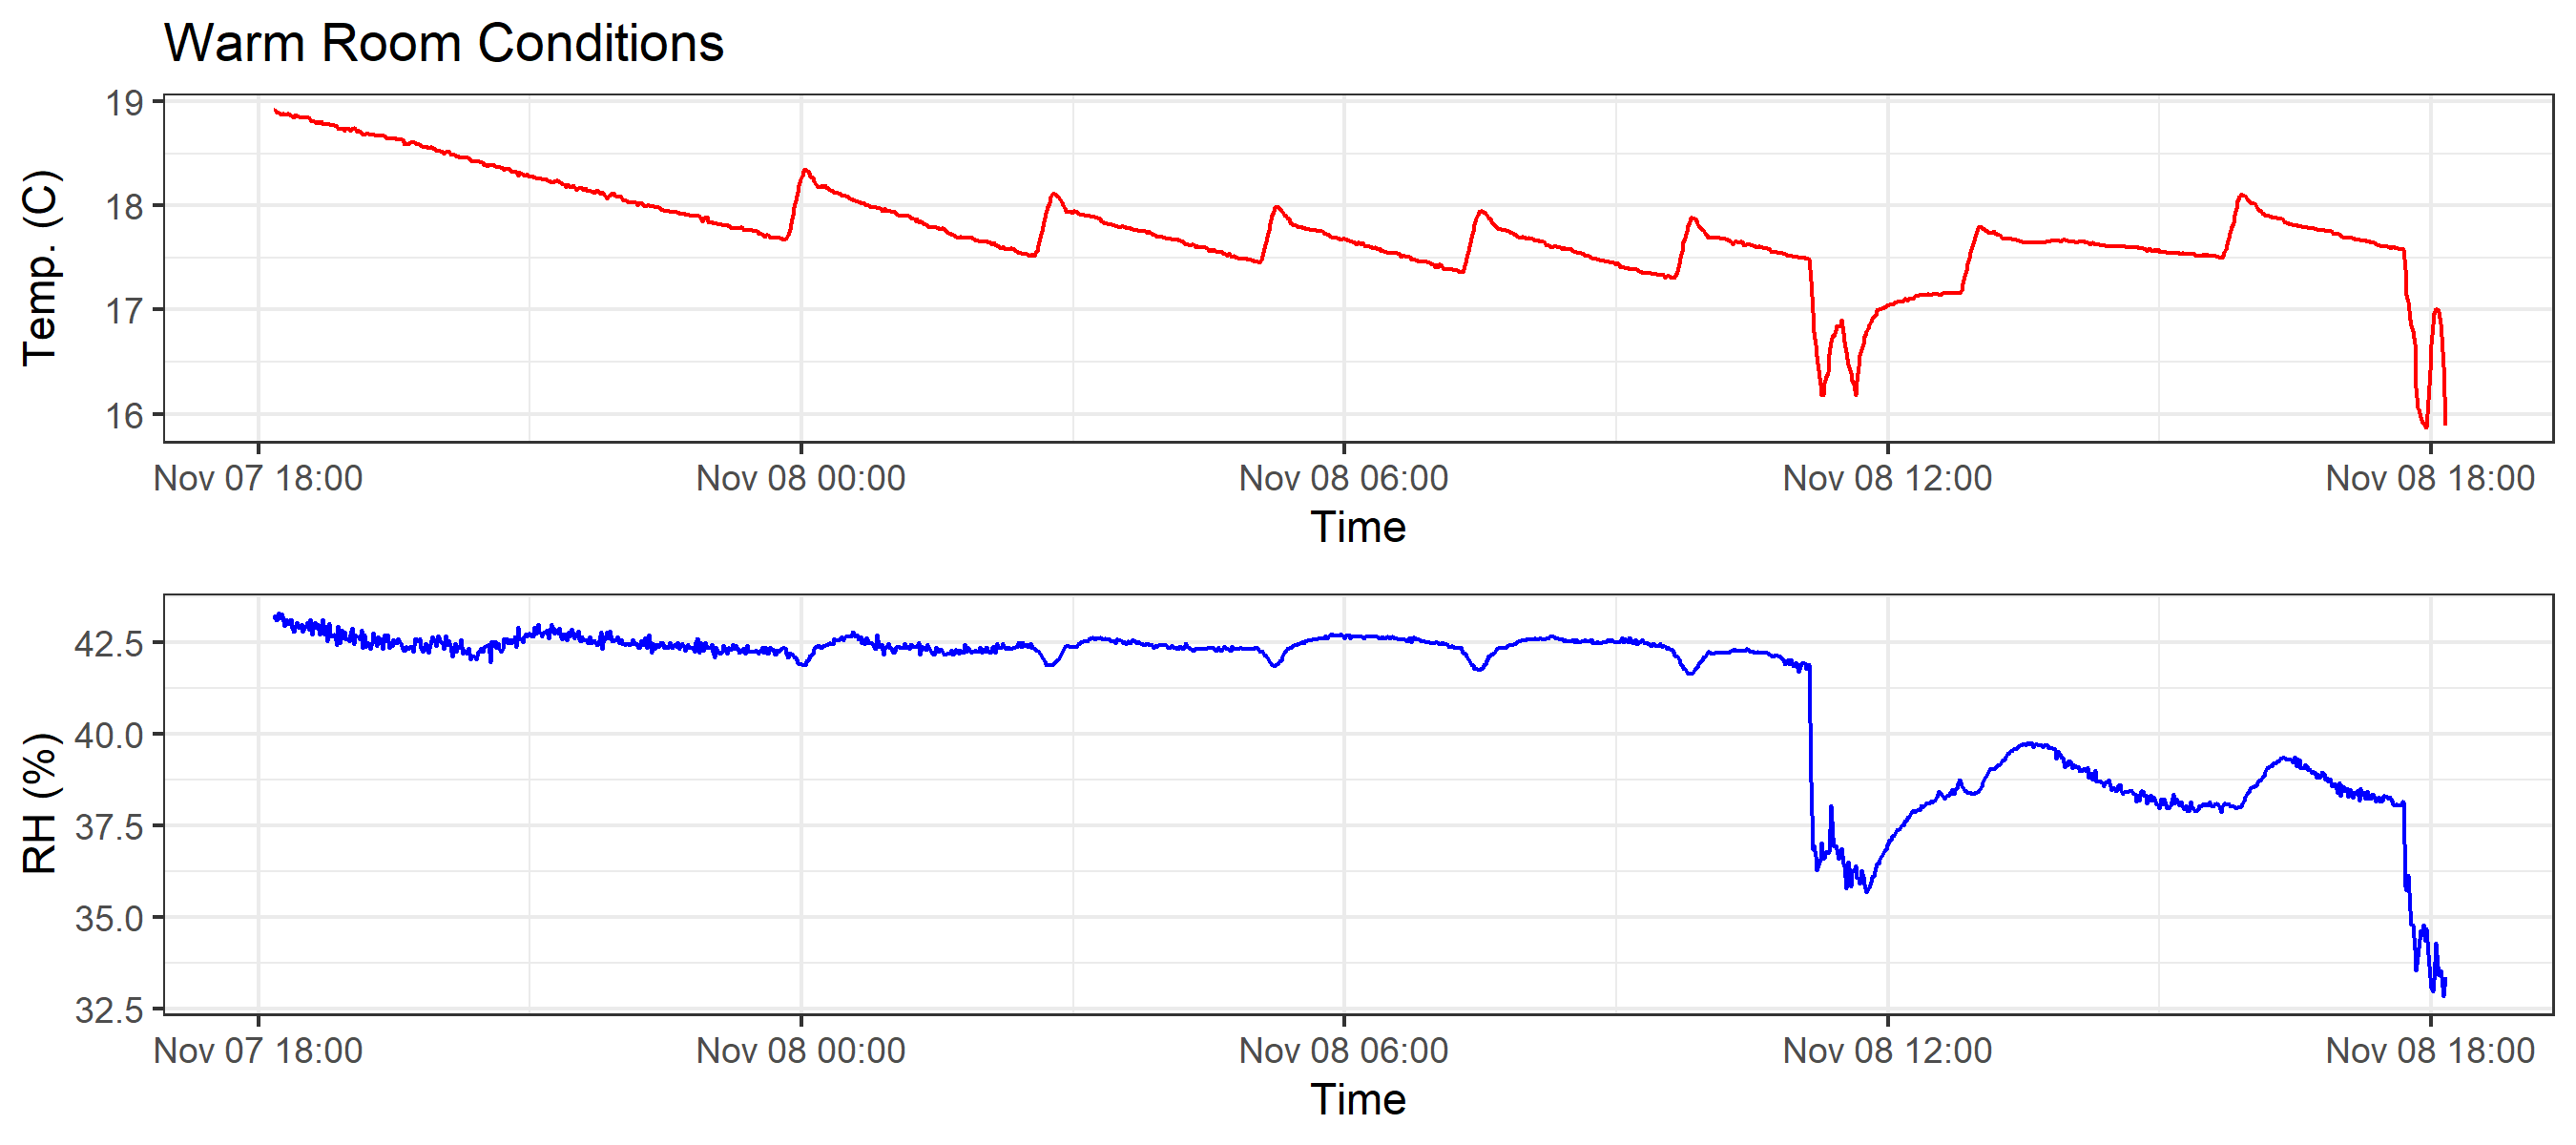 Warm Room Conditions
19
18
17
16
Temp. (C)
Nov 07 18:00 Nov 08 00:00 Nov 08 06:00 Nov 08 12:00 Nov 08 18:00
Time
42.5
40.0
37.5
35.0
32.5
RH (%)
Nov 07 18:00 Nov 08 00:00 Nov 08 06:00 Nov 08 12:00 Nov 08 18:00
Time